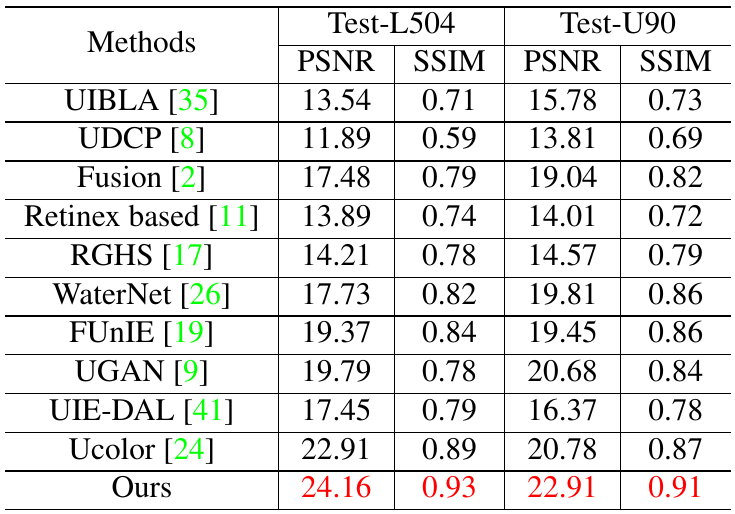 Methods Test-L504 Test-U90
PSNR SSIM PSNR SSIM
UIBLA [35] 13.54 0.71 15.78 0.73
UDCP [8] 11.89 0.59 13.81 0.69
Fusion [2] 17.48 0.79 19.04 0.82
Retinex based [11] 13.89 0.74 14.01 0.72
RGHS [17] 14.21 0.78 14.57 0.79
WaterNet [26] 17.73 0.82 19.81 0.86
FUnIE [19] 19.37 0.84 19.45 0.86
UGAN [9] 19.79 0.78 20.68 0.84
UIE-DAL [41] 17.45 0.79 16.37 0.78
Ucolor [24] 22.91 0.89 20.78 0.87
Ours 24.16 0.93 22.91 0.91